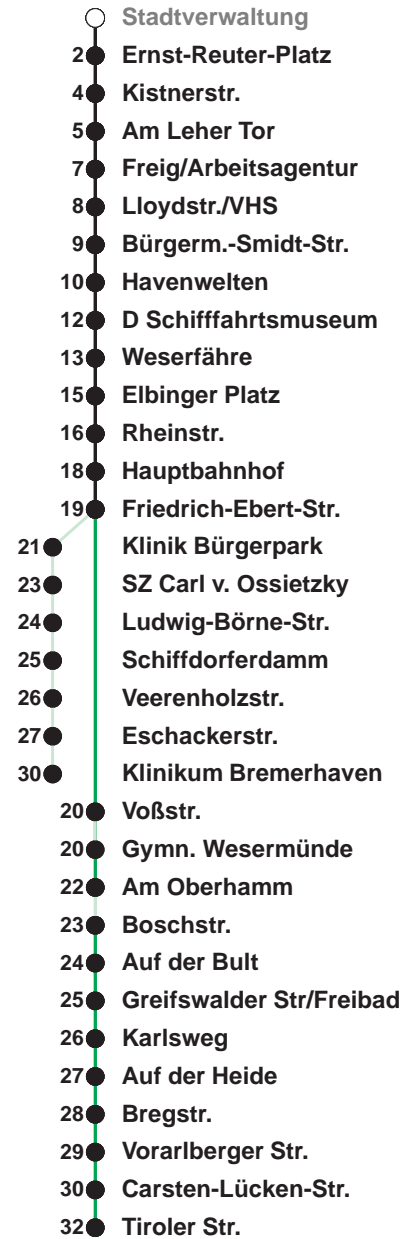 Stadtverwaltung
2 Ernst-Reuter-Platz
4 Kistnerstr.
5 Am Leher Tor
7 Freig/Arbeitsagentur
8 Lloydstr./VHS
9 Bürgerm.-Smidt-Str.
10 Havenwelten
12 D Schifffahrtsmuseum
13 Weserfähre
15 Elbinger Platz
16 Rheinstr.
18 Hauptbahnhof
19 Friedrich-Ebert-Str.
21 Klinik Bürgerpark
23 SZ Carl v. Ossietzky
24 Ludwig-Börne-Str.
25 Schiffdorferdamm
26 Veerenholzstr.
27 Eschackerstr.
30 Klinikum Bremerhaven
20 Voßstr.
20 Gymn. Wesermünde
22 Am Oberhamm
23 Boschstr.
24 Auf der Bult
25 Greifswalder Str/Freibad
26 Karlsweg
27 Auf der Heide
28 Bregstr.
29 Vorarlberger Str.
30 Carsten-Lücken-Str.
32 Tiroler Str.